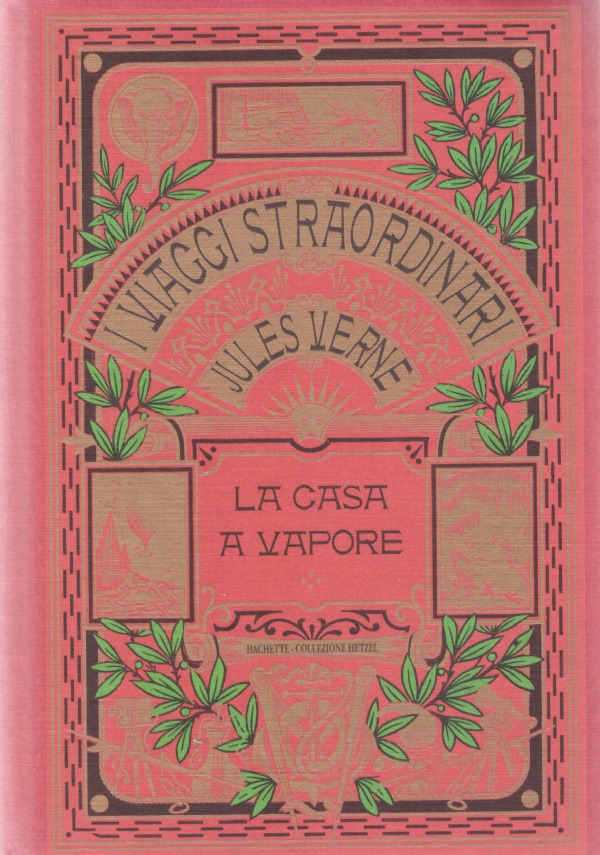 I VIAGGI STRAORDINARI
JULES VERNE
LA CASA
A VAPORE
HACHETTE - COLLEZIONE HETZEL